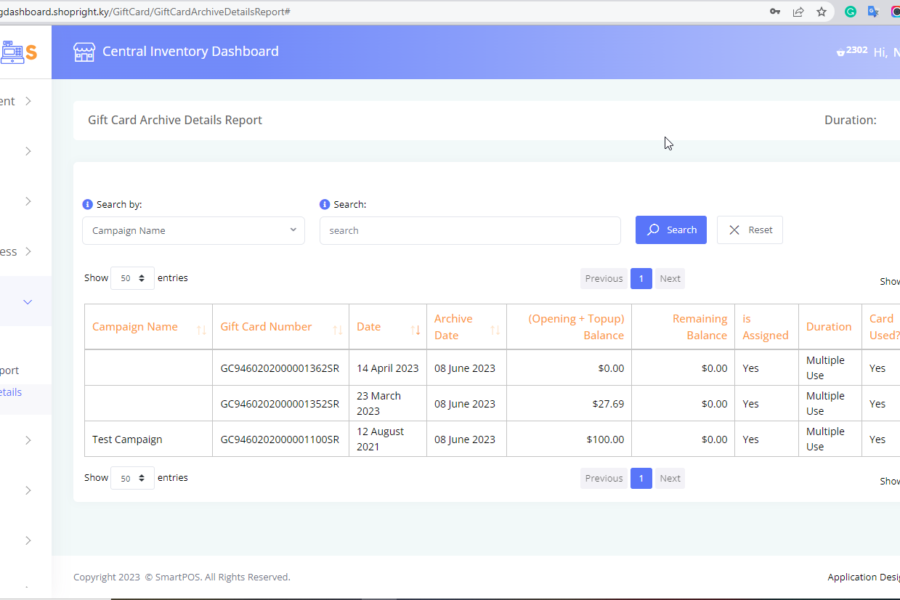 gdashboard.shopright.ky/GiftCard/GiftCardArchiveDetailsReport#
S
Central Inventory Dashboard
2302 Hi, N
ent
Gift Card Archive Details Report
Duration:
Search by:
Search:
Campaign Name
search
Search
Reset
ess
Show 50 entries
Previous 1 Next
Show
Campaign Name
Gift Card Number
Date
Archive Date
(Opening + Topup) Balance
Remaining Balance
is Assigned
Duration
Card Used?
GC9460202000001362SR 14 April 2023 08 June 2023 $0.00 $0.00 Yes Multiple Use Yes
GC9460202000001352SR 23 March 2023 08 June 2023 $27.69 $0.00 Yes Multiple Use Yes
Test Campaign GC9460202000001100SR 12 August 2021 08 June 2023 $100.00 $0.00 Yes Multiple Use Yes
port
etails
Show 50 entries
Previous 1 Next
Show
Copyright 2023 © SmartPOS. All Rights Reserved.
Application Desig